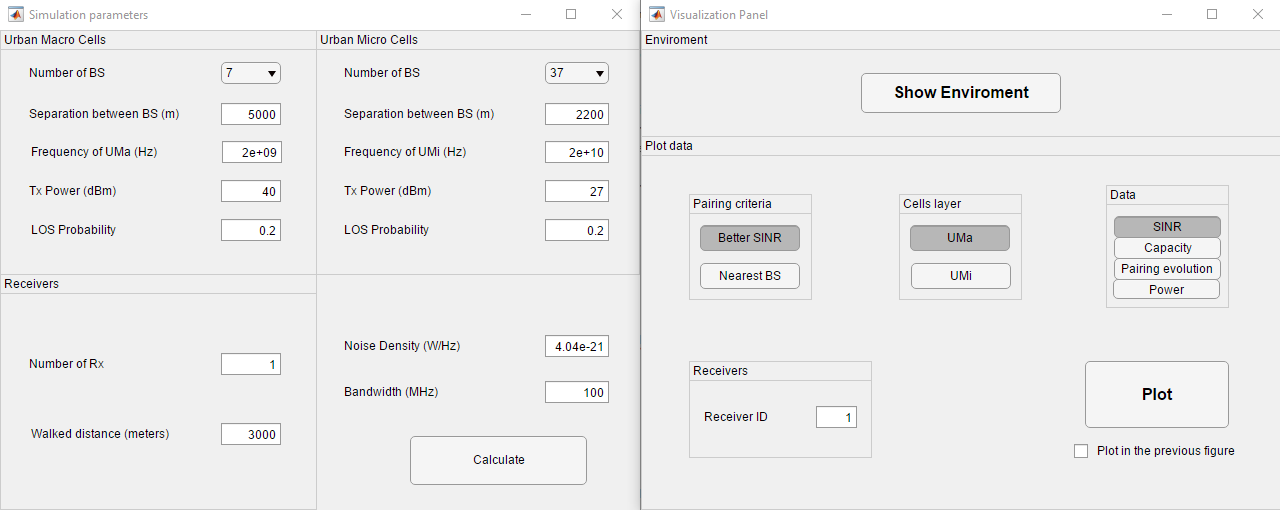 Simulation parameters
Urban Macro Cells
Number of BS 7
Separation between BS (m) 5000
Frequency of UMa (Hz) 2e+09
Tx Power (dBm) 40
LOS Probability 0.2
Urban Micro Cells
Number of BS 37
Separation between BS (m) 2200
Frequency of UMi (Hz) 2e+10
Tx Power (dBm) 27
LOS Probability 0.2
Receivers
Number of Rx 1
Walked distance (meters) 3000
Noise Density (W/Hz) 4.04e-21
Bandwidth (MHz) 100
Calculate
Visualization Panel
Enviroment
Show Enviroment
Plot data
Pairing criteria
Better SINR
Nearest BS
Cells layer
UMa
UMi
Data
SINR
Capacity
Pairing evolution
Power
Receivers
Receiver ID 1
Plot
Plot in the previous figure